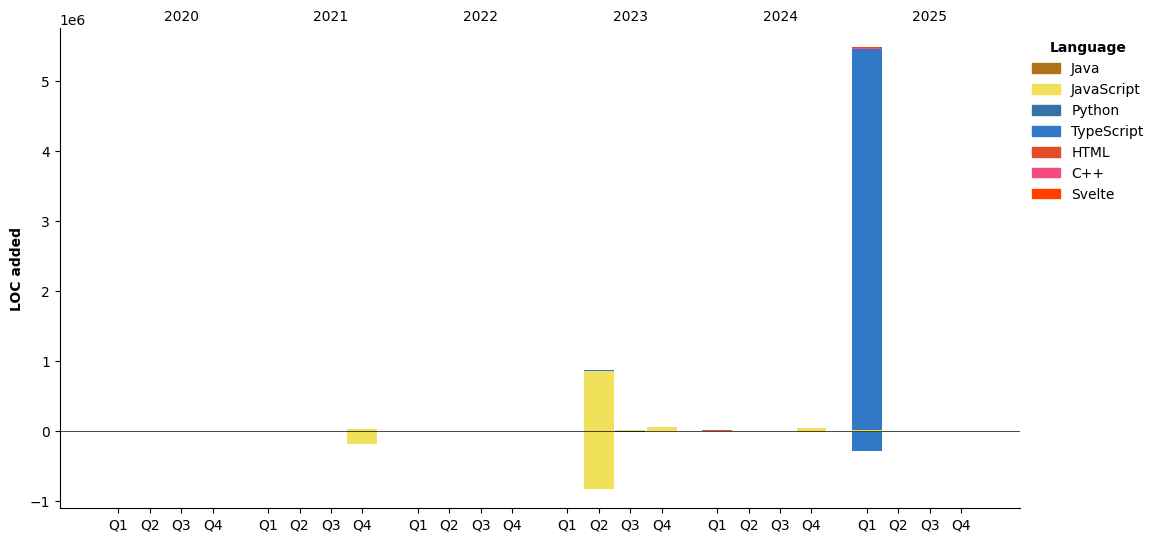 1e6
2020 2021 2022 2023 2024 2025
LOC added
5
4
3
2
1
0
−1
Q1 Q2 Q3 Q4 Q1 Q2 Q3 Q4 Q1 Q2 Q3 Q4 Q1 Q2 Q3 Q4 Q1 Q2 Q3 Q4 Q1 Q2 Q3 Q4
Language
Java
JavaScript
Python
TypeScript
HTML
C++
Svelte